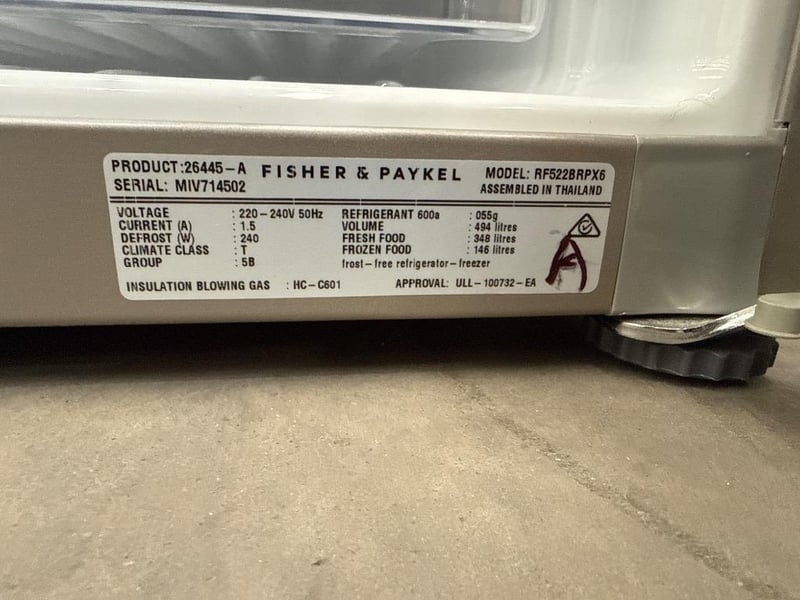 PRODUCT:26445-A FISHER & PAYKEL MODEL: RF522BRPX6
SERIAL: MIV714502 ASSEMBLED IN THAILAND
VOLTAGE : 220-240V 50Hz REFRIGERANT 600a : 055g
CURRENT (A) : 1.5 VOLUME : 494 litres
DEFROST (W) : 240 FRESH FOOD : 348 litres
CLIMATE CLASS : T FROZEN FOOD : 146 litres
GROUP : 5B frost-free refrigerator-freezer
A
INSULATION BLOWING GAS : HC-C601 APPROVAL: ULL-100732-EA